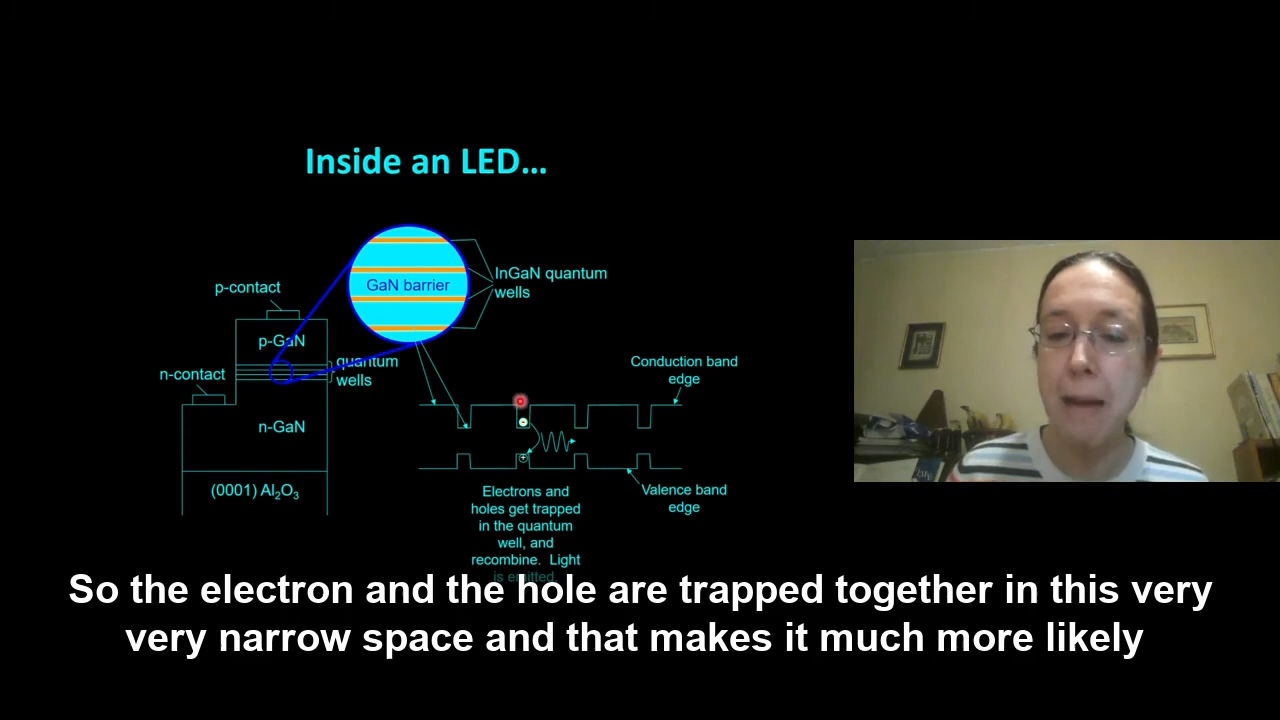 Inside an LED…
GaN barrier
InGaN quantum
wells
p-contact
p-GaN
quantum
wells
n-contact
n-GaN
(0001) Al₂O₃
Conduction band
edge
Valence band
edge
Electrons and
holes get trapped
in the quantum
well, and
recombine. Light
is emitted.
So the electron and the hole are trapped together in this very
very narrow space and that makes it much more likely